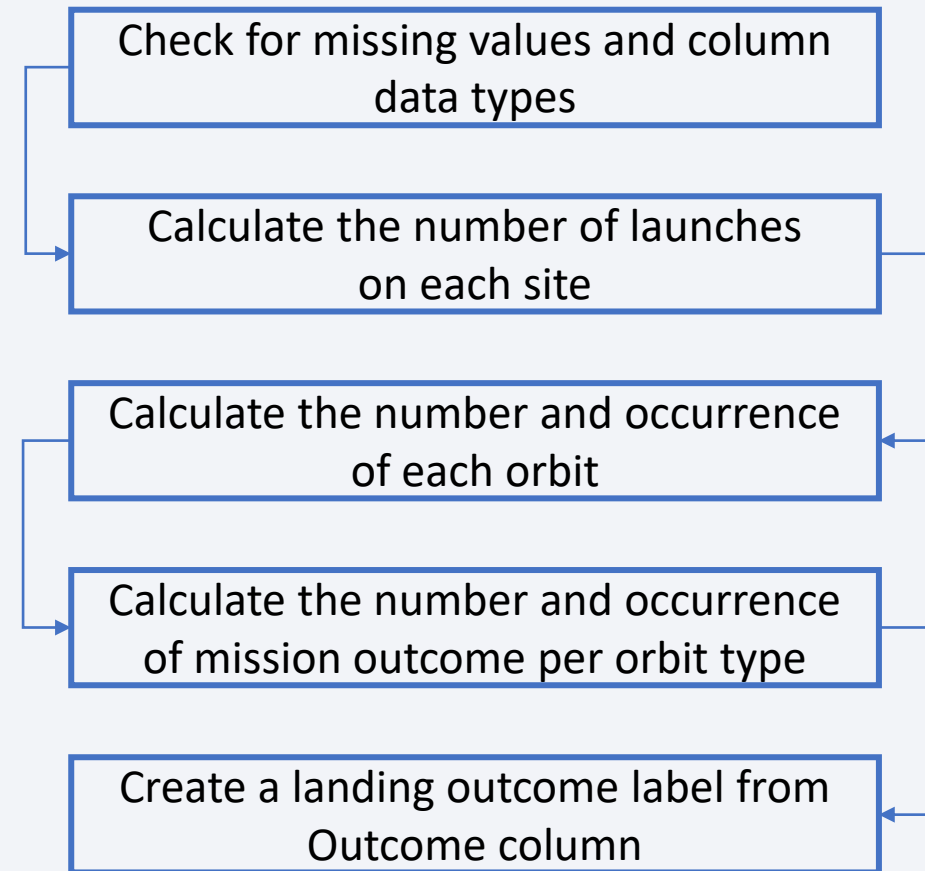 Check for missing values and column
data types
Calculate the number of launches
on each site
Calculate the number and occurrence
of each orbit
Calculate the number and occurrence
of mission outcome per orbit type
Create a landing outcome label from
Outcome column